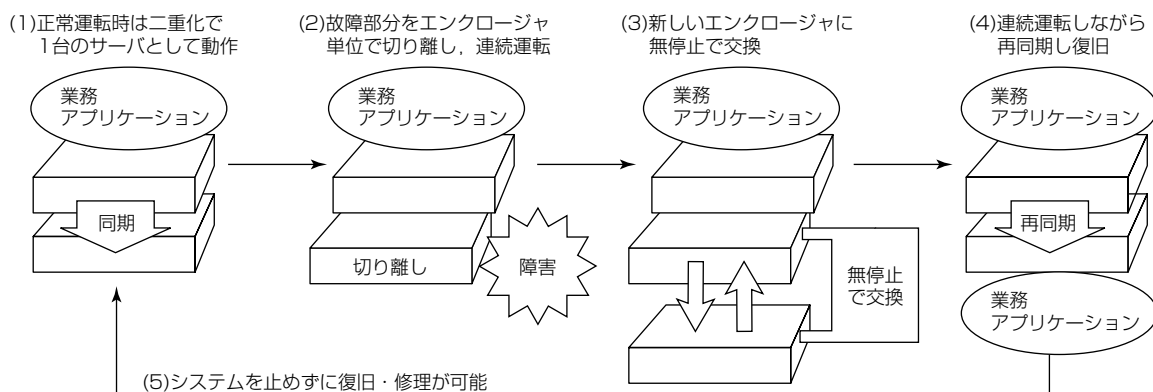 (1)正常運転時は二重化で
1台のサーバとして動作
業務
アプリケーション
同期
(2)故障部分をエンクロージャ
単位で切り離し，連続運転
業務
アプリケーション
切り離し
障害
(3)新しいエンクロージャに
無停止で交換
業務
アプリケーション
無停止
で交換
(4)連続運転しながら
再同期し復旧
業務
アプリケーション
再同期
業務
アプリケーション
(5)システムを止めずに復旧・修理が可能